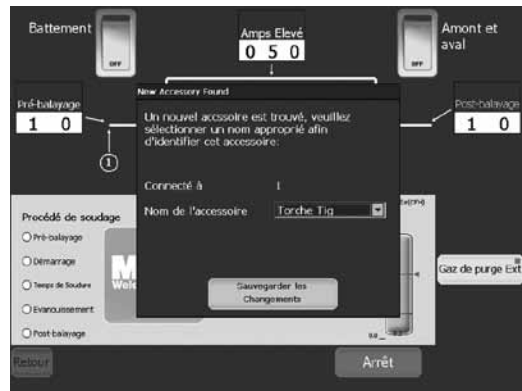 Battement
OFF
Amps Elevé
0 5 0
Amont et
aval
OFF
Pré-balayage
1 0
Post-balayage
1 0
1
New Accessory Found
Un nouvel accssoire est trouvé, veuillez
sélectionner un nom approprié afin
d'identifier cet accessoire:
Connecté à 1
Nom de l'accessoire Torche Tig
Sauvegarder les
Changements
Procédé de soudage
Pré-balayage
Démarrage
Temps de Soudure
Evanouissement
Post-balayage
Wel
Gaz de purge Ext
Retour
Arrêt